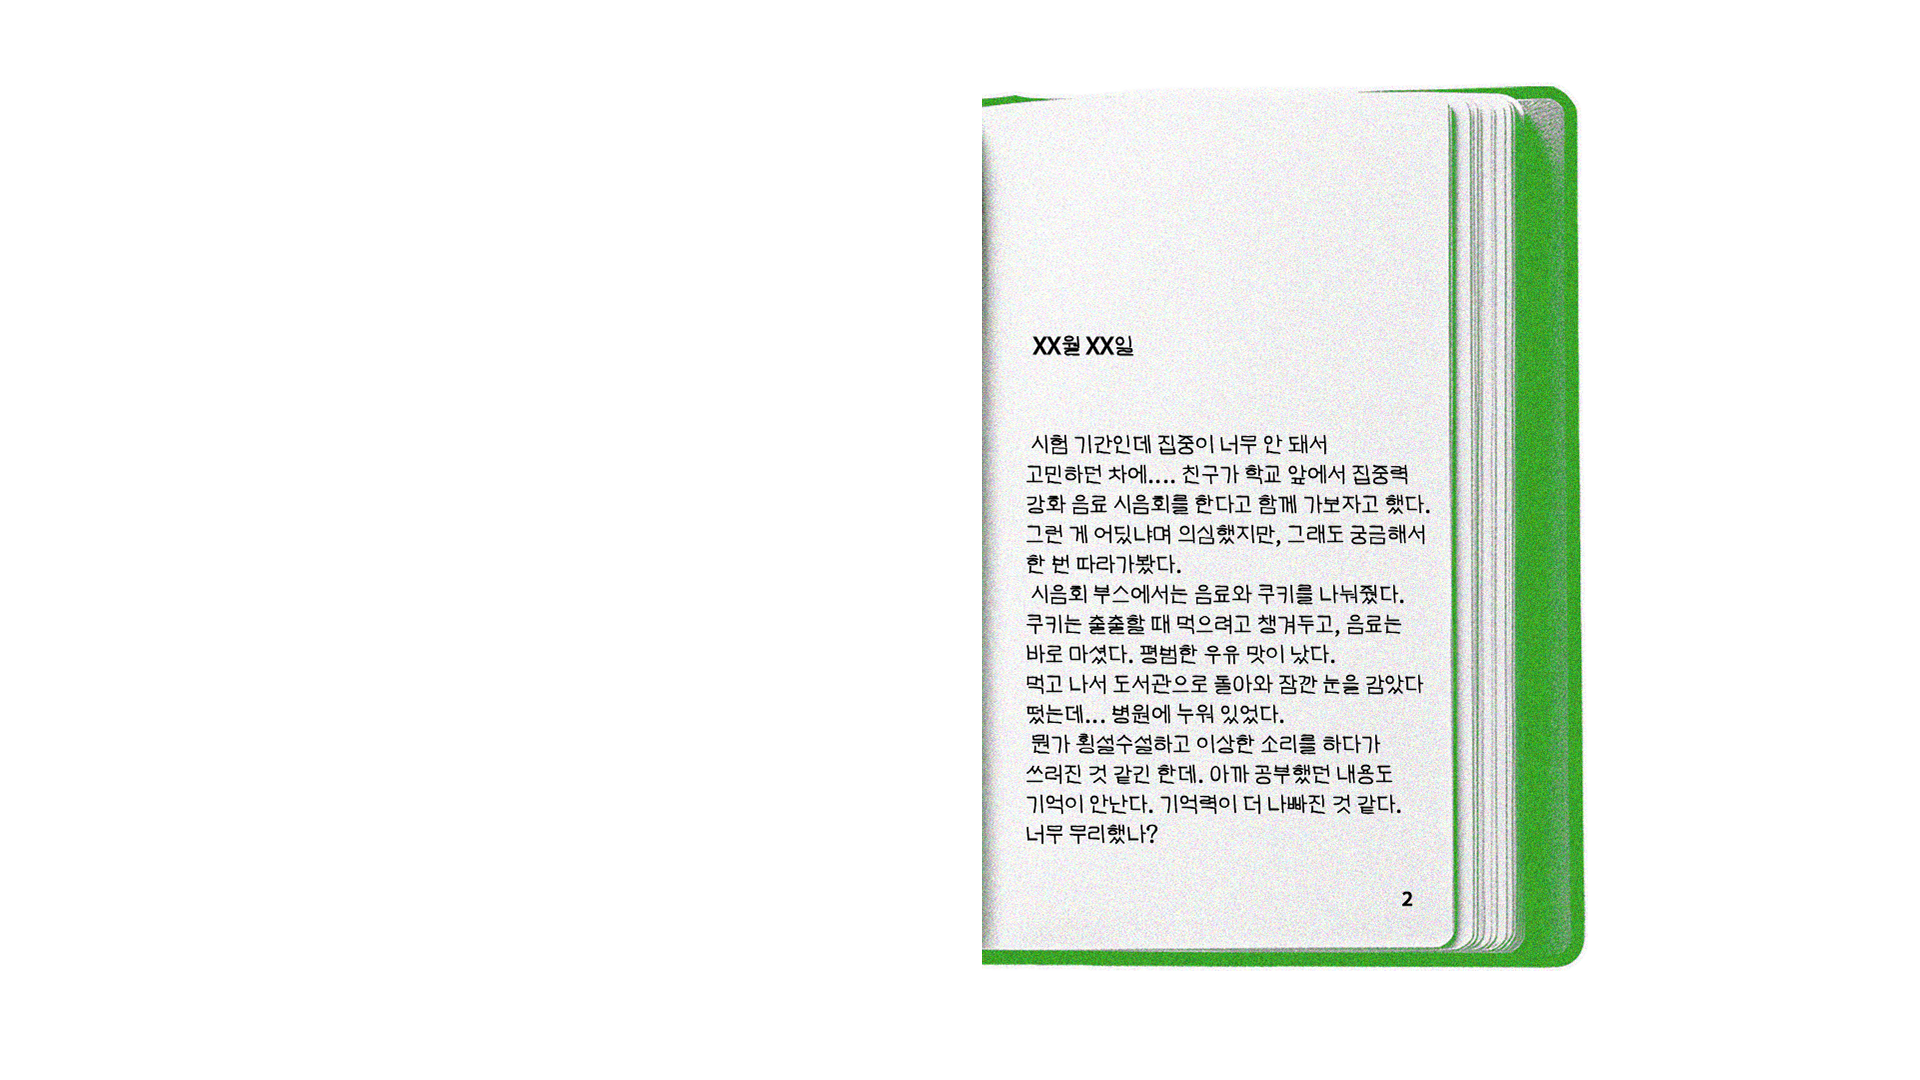 XX월 XX일
시험 기간인데 집중이 너무 안 돼서
고민하던 차에.... 친구가 학교 앞에서 집중력
강화 음료 시음회를 한다고 함께 가보자고 했다.
그런 게 어딨냐며 의심했지만, 그래도 궁금해서
한 번 따라가봤다.
시음회 부스에서는 음료와 쿠키를 나눠줬다.
쿠키는 출출할 때 먹으려고 챙겨두고, 음료는
바로 마셨다. 평범한 우유 맛이 났다.
먹고 나서 도서관으로 돌아와 잠깐 눈을 감았다
떴는데... 병원에 누워 있었다.
뭔가 횡설수설하고 이상한 소리를 하다가
쓰러진 것 같긴 한데. 아까 공부했던 내용도
기억이 안난다. 기억력이 더 나빠진 것 같다.
너무 무리했나?
2